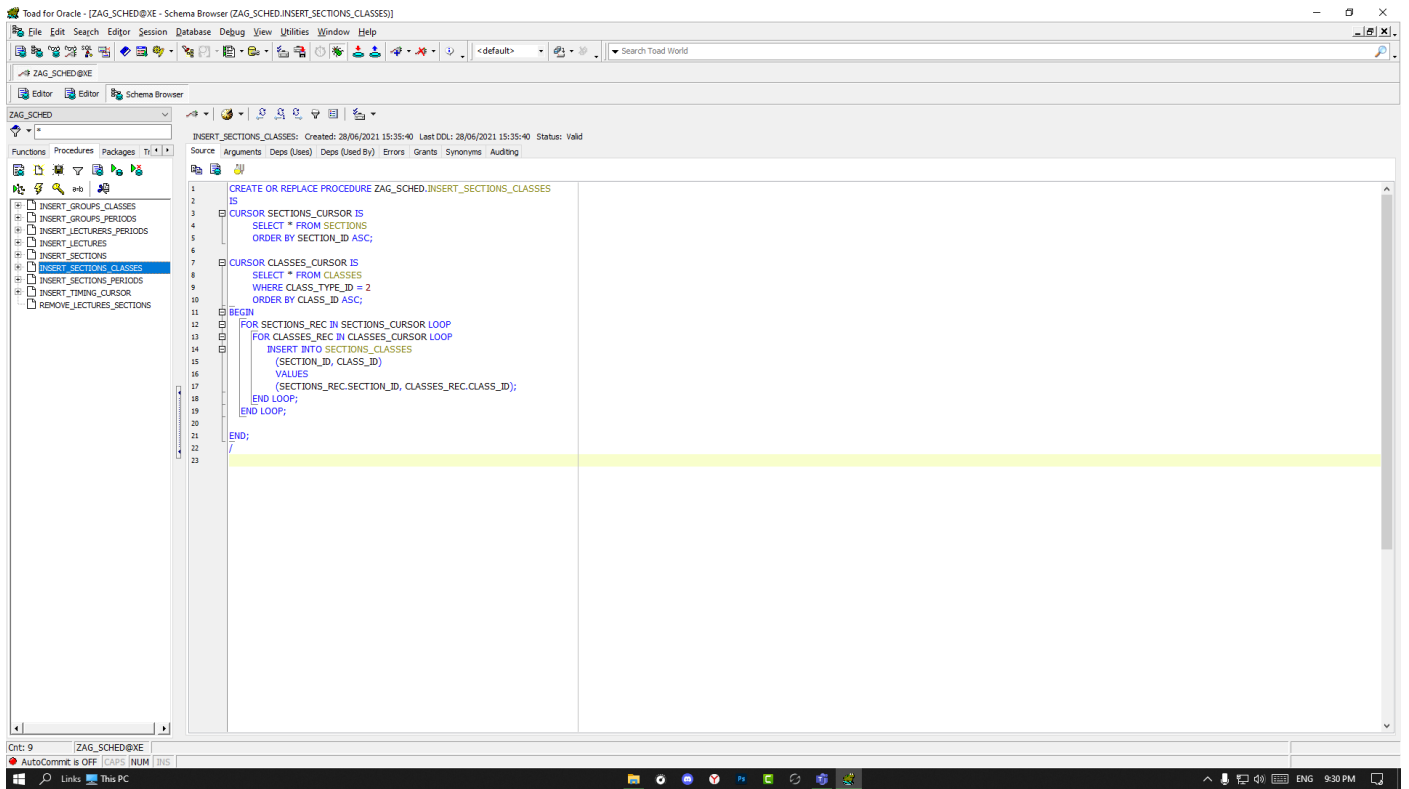 Toad for Oracle - [ZAG_SCHED@XE - Schema Browser (ZAG_SCHED.INSERT_SECTIONS_CLASSES)]
File Edit Search Editor Session Database Debug View Utilities Window Help
<default> Search Toad World
ZAG_SCHED@XE
Editor Editor Schema Browser
ZAG_SCHED
*
INSERT_SECTIONS_CLASSES: Created: 28/06/2021 15:35:40 Last DDL: 28/06/2021 15:35:40 Status: Valid
Functions Procedures Packages Tr
Source Arguments Deps (Uses) Deps (Used By) Errors Grants Synonyms Auditing
INSERT_GROUPS_CLASSES
INSERT_GROUPS_PERIODS
INSERT_LECTURERS_PERIODS
INSERT_LECTURES
INSERT_SECTIONS
INSERT_SECTIONS_CLASSES
INSERT_SECTIONS_PERIODS
INSERT_TIMING_CURSOR
REMOVE_LECTURES_SECTIONS
1 CREATE OR REPLACE PROCEDURE ZAG_SCHED.INSERT_SECTIONS_CLASSES
2 IS
3 CURSOR SECTIONS_CURSOR IS
4 SELECT * FROM SECTIONS
5 ORDER BY SECTION_ID ASC;
6
7 CURSOR CLASSES_CURSOR IS
8 SELECT * FROM CLASSES
9 WHERE CLASS_TYPE_ID = 2
10 ORDER BY CLASS_ID ASC;
11 BEGIN
12 FOR SECTIONS_REC IN SECTIONS_CURSOR LOOP
13 FOR CLASSES_REC IN CLASSES_CURSOR LOOP
14 INSERT INTO SECTIONS_CLASSES
15 (SECTION_ID, CLASS_ID)
16 VALUES
17 (SECTIONS_REC.SECTION_ID, CLASSES_REC.CLASS_ID);
18 END LOOP;
19 END LOOP;
20
21 END;
22 /
23
Cnt: 9 ZAG_SCHED@XE
AutoCommit is OFF CAPS NUM INS
Links This PC ENG 9:30 PM